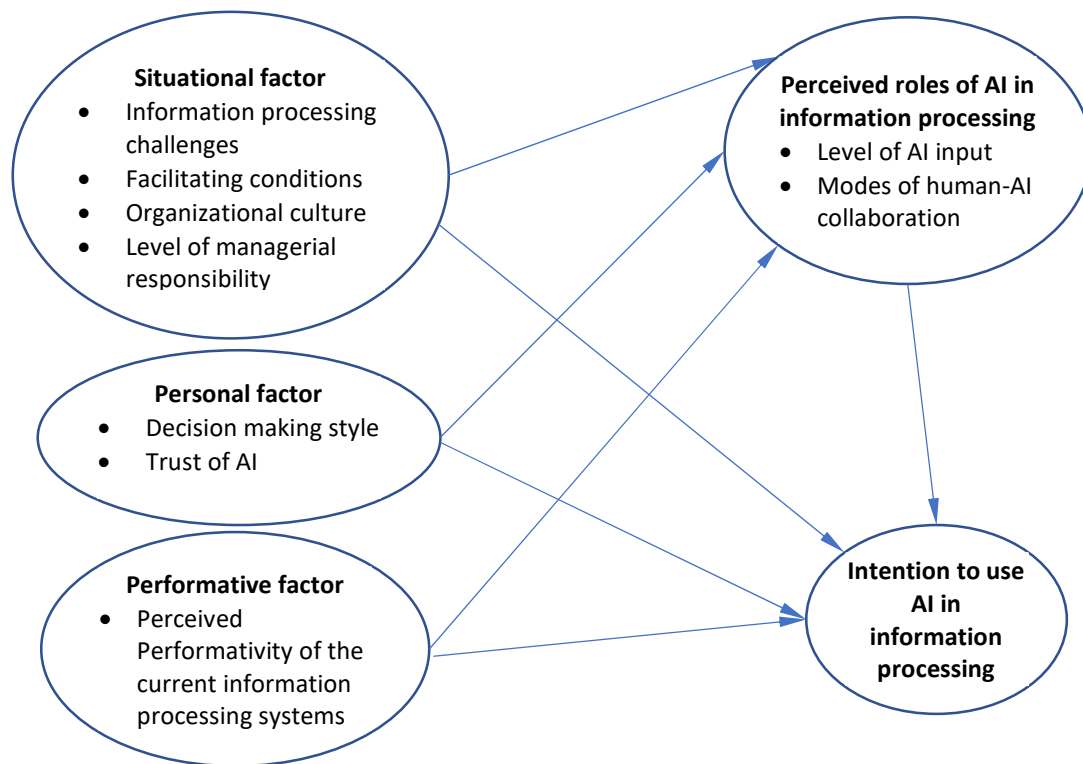 Situational factor
• Information processing
challenges
• Facilitating conditions
• Organizational culture
• Level of managerial
responsibility
Personal factor
• Decision making style
• Trust of AI
Performative factor
• Perceived
Performativity of the
current information
processing systems
Perceived roles of AI in
information processing
• Level of AI input
• Modes of human-AI
collaboration
Intention to use
AI in
information
processing